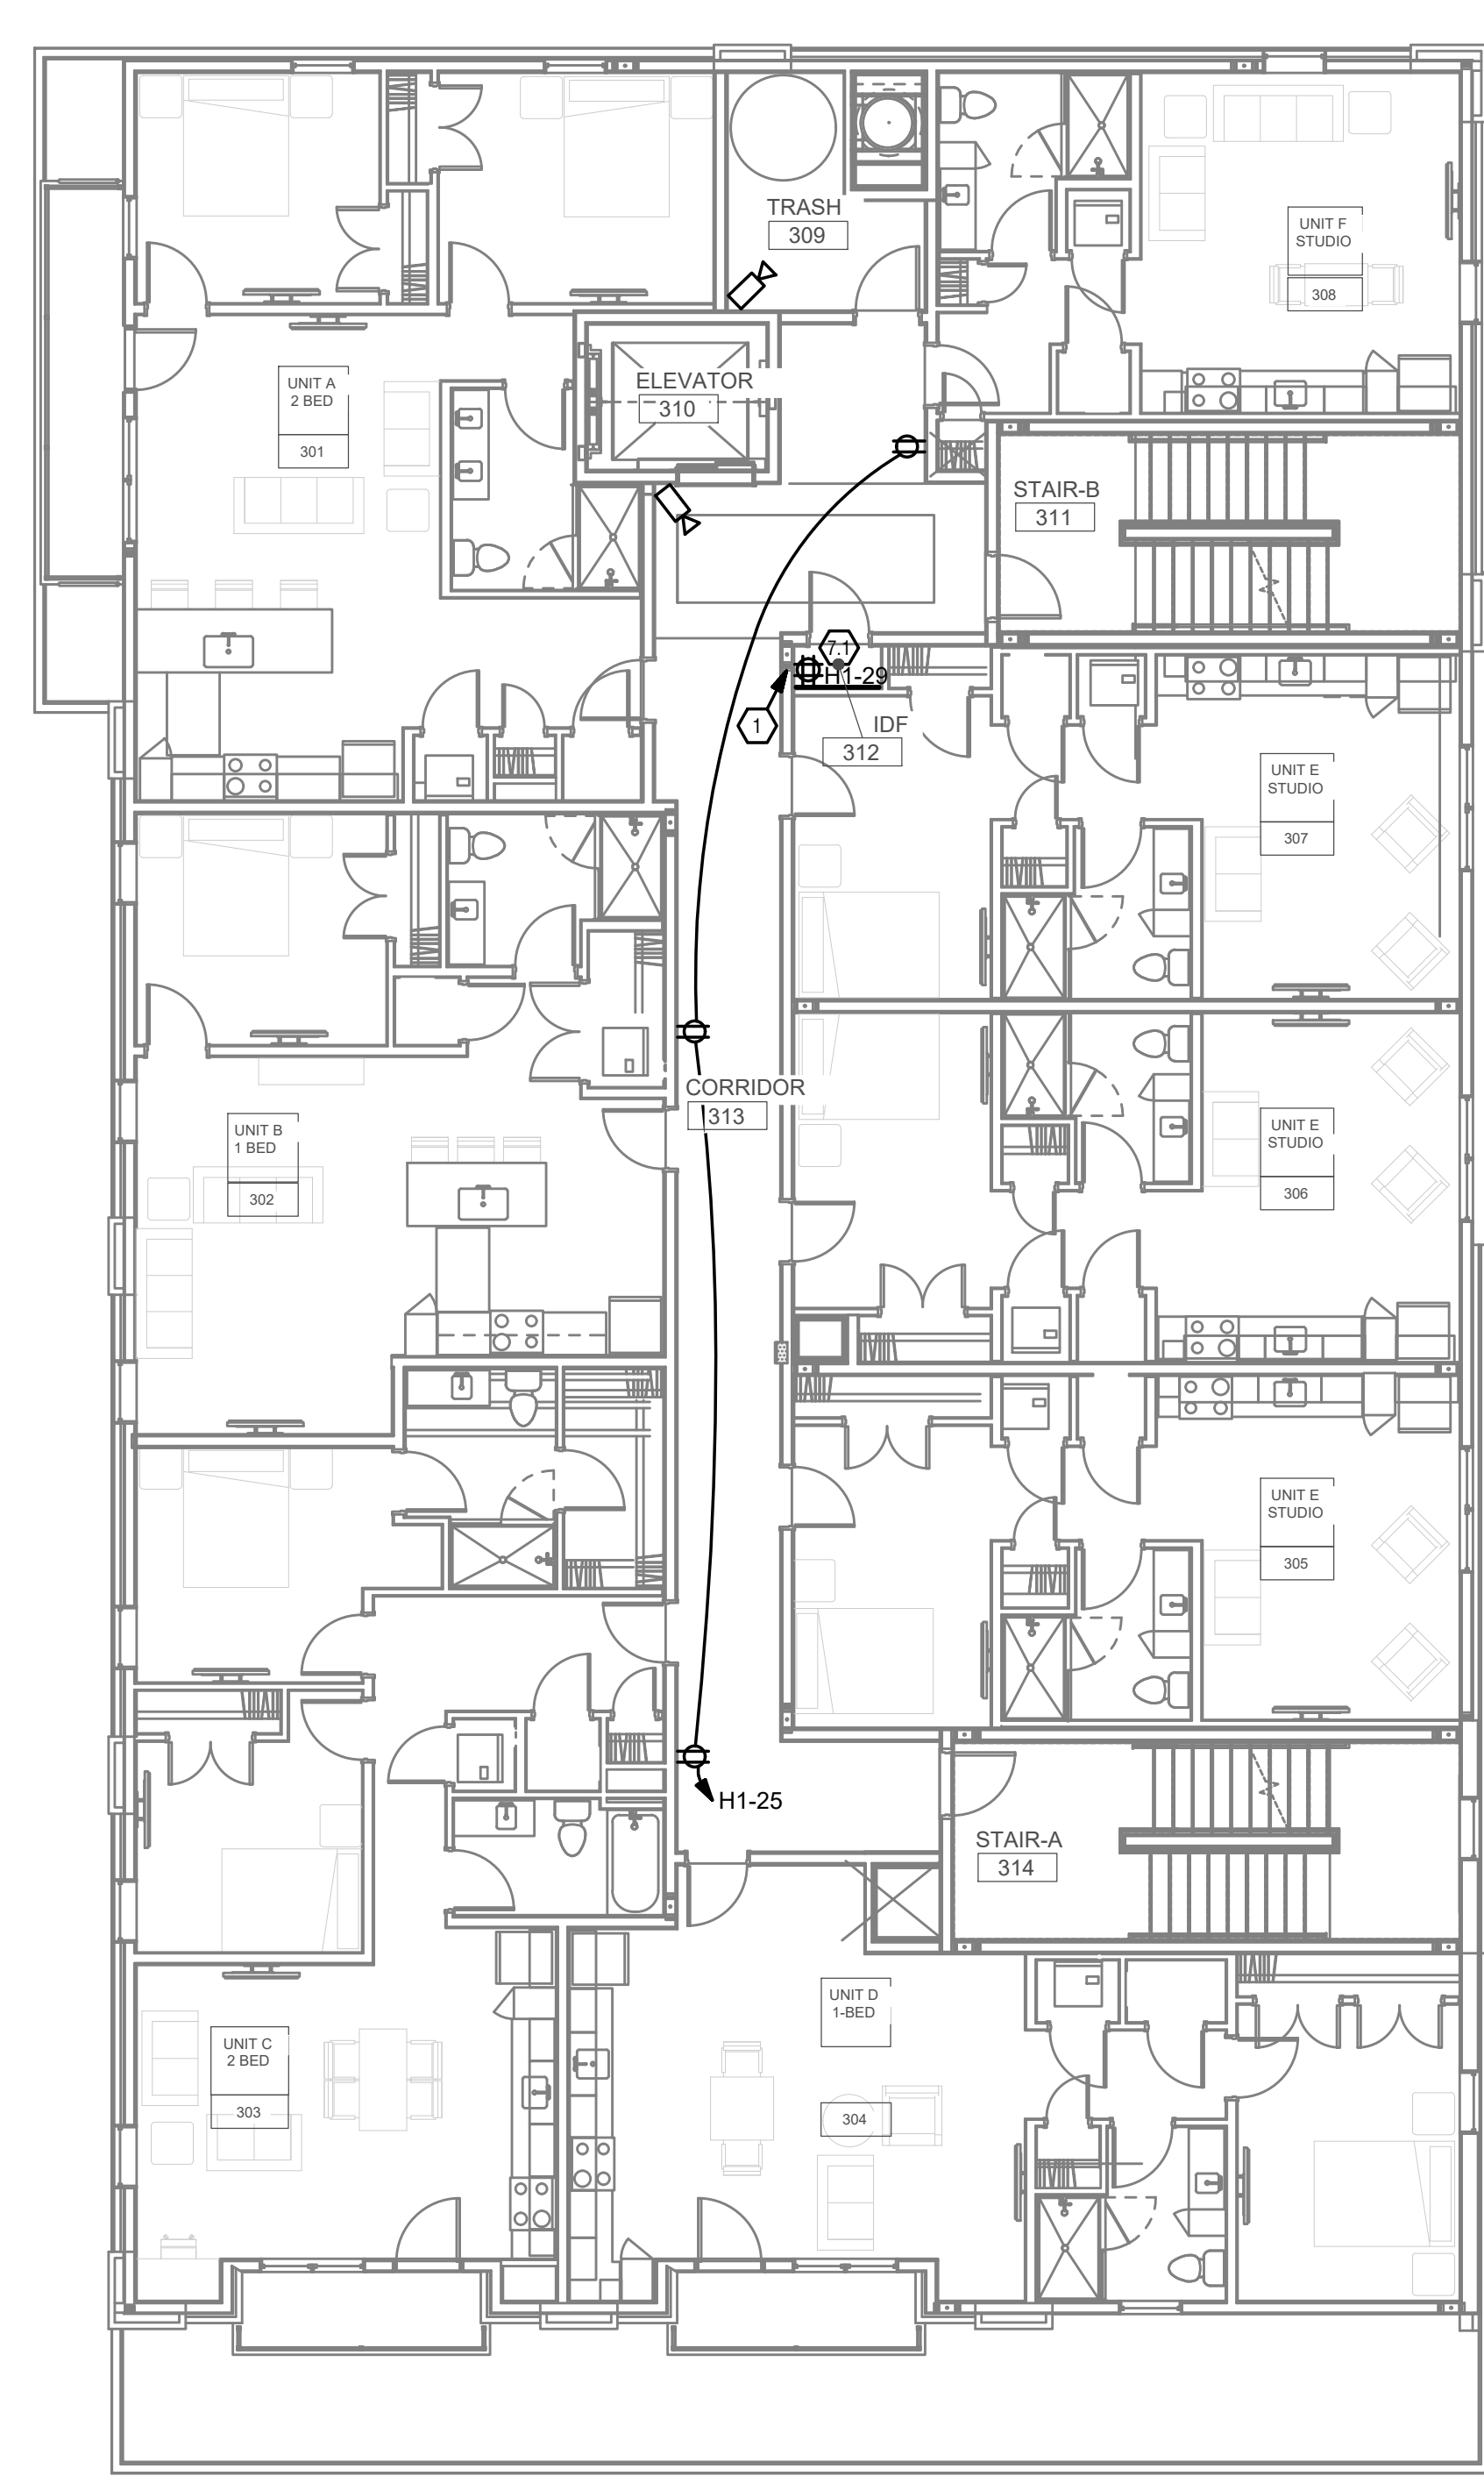 TRASH
309
UNIT F
STUDIO
308
UNIT A
2 BED
301
ELEVATOR
310
STAIR-B
311
7.1
H1-29
1
IDF
312
UNIT E
STUDIO
307
CORRIDOR
313
UNIT B
1 BED
302
UNIT E
STUDIO
306
UNIT E
STUDIO
305
H1-25
STAIR-A
314
UNIT D
1-BED
304
UNIT C
2 BED
303